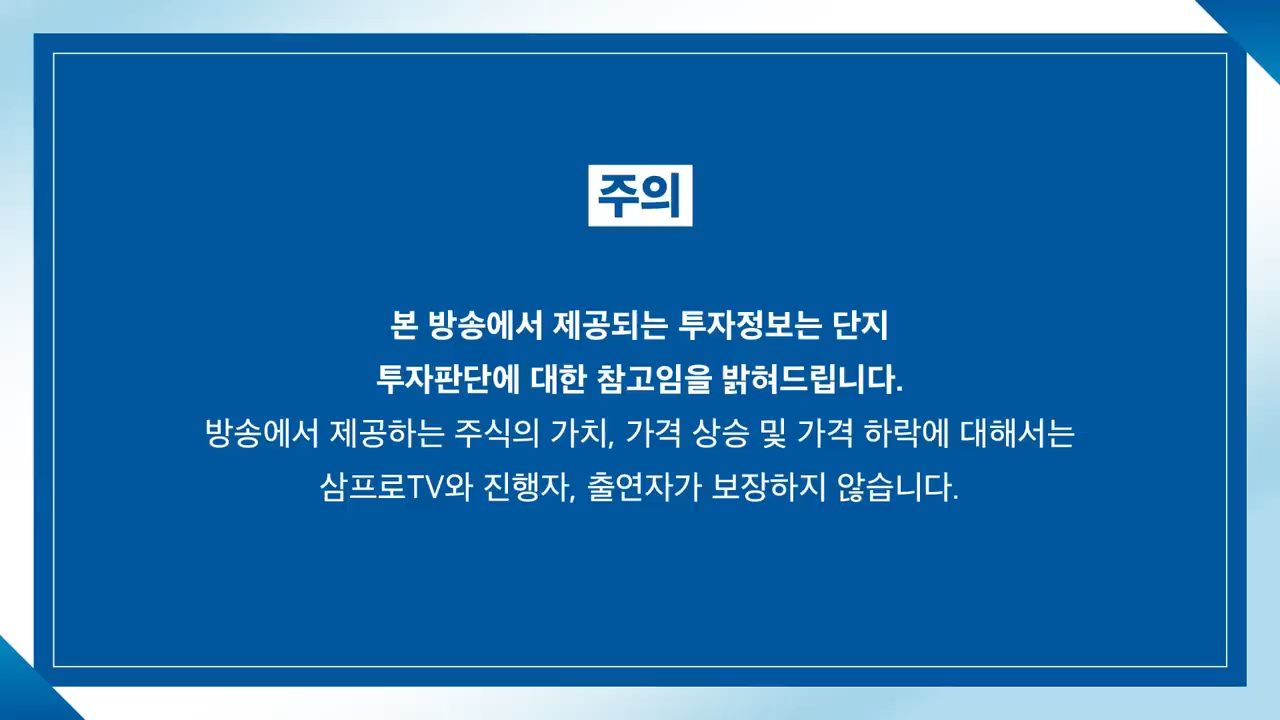 주의
본 방송에서 제공되는 투자정보는 단지
투자판단에 대한 참고임을 밝혀드립니다.
방송에서 제공하는 주식의 가치, 가격 상승 및 가격 하락에 대해서는
삼프로TV와 진행자, 출연자가 보장하지 않습니다.